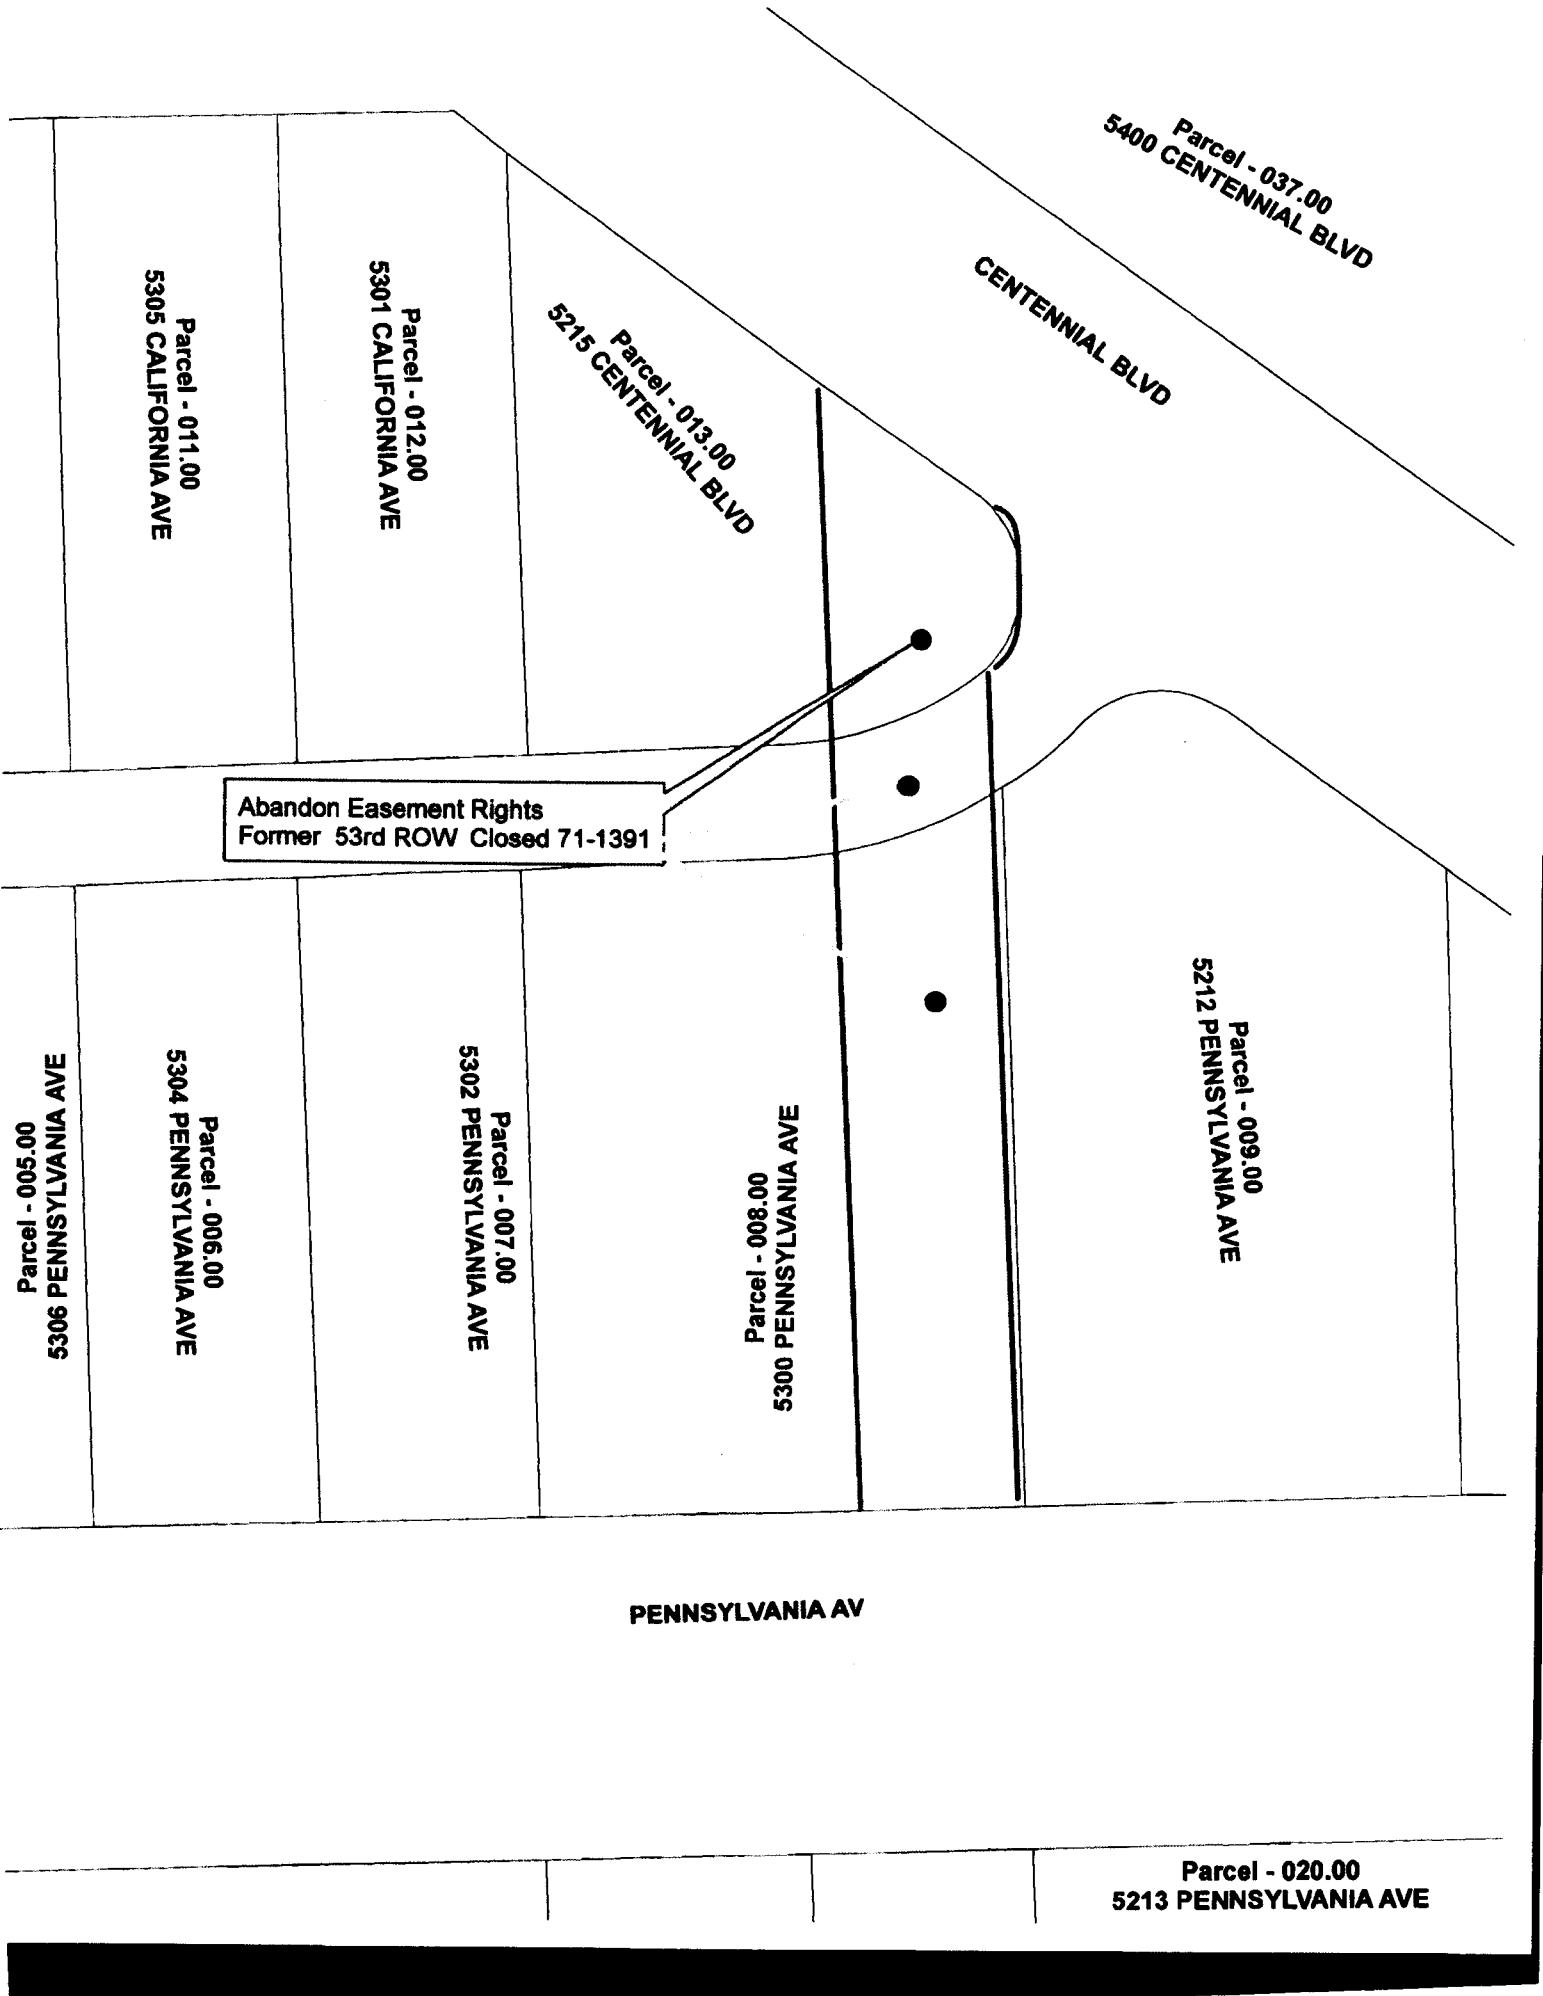 Parcel - 037.00
5400 CENTENNIAL BLVD
CENTENNIAL BLVD
Parcel - 011.00
5305 CALIFORNIA AVE
Parcel - 012.00
5301 CALIFORNIA AVE
Parcel - 013.00
5215 CENTENNIAL BLVD
Abandon Easement Rights
Former 53rd ROW Closed 71-1391
Parcel - 005.00
5306 PENNSYLVANIA AVE
Parcel - 006.00
5304 PENNSYLVANIA AVE
Parcel - 007.00
5302 PENNSYLVANIA AVE
Parcel - 008.00
5300 PENNSYLVANIA AVE
Parcel - 009.00
5212 PENNSYLVANIA AVE
PENNSYLVANIA AV
Parcel - 020.00
5213 PENNSYLVANIA AVE